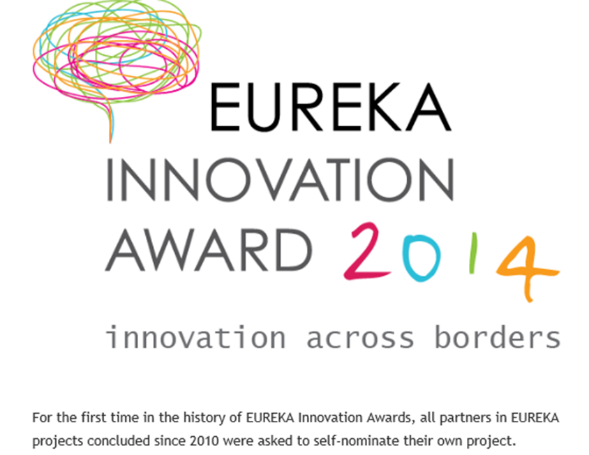 EUREKA
INNOVATION
AWARD 2014
innovation across borders
For the first time in the history of EUREKA Innovation Awards, all partners in EUREKA
projects concluded since 2010 were asked to self-nominate their own project.